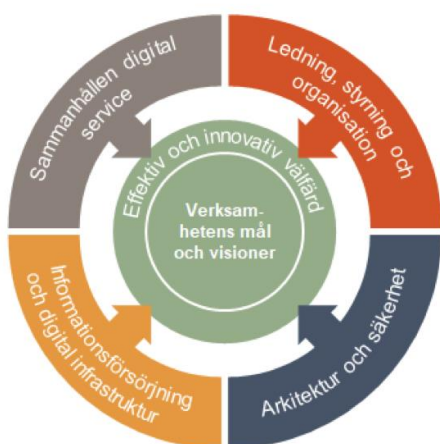 Sammanhållen digital
service
Ledning, styrning och
organisation
Effektiv och innovativ välfärd
Verksam-
hetens mål
och visioner
Informationsförsörjning
och digital infrastruktur
Arkitektur och säkerhet